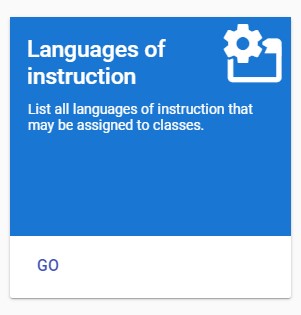 Languages of
instruction
List all languages of instruction that
may be assigned to classes.
GO